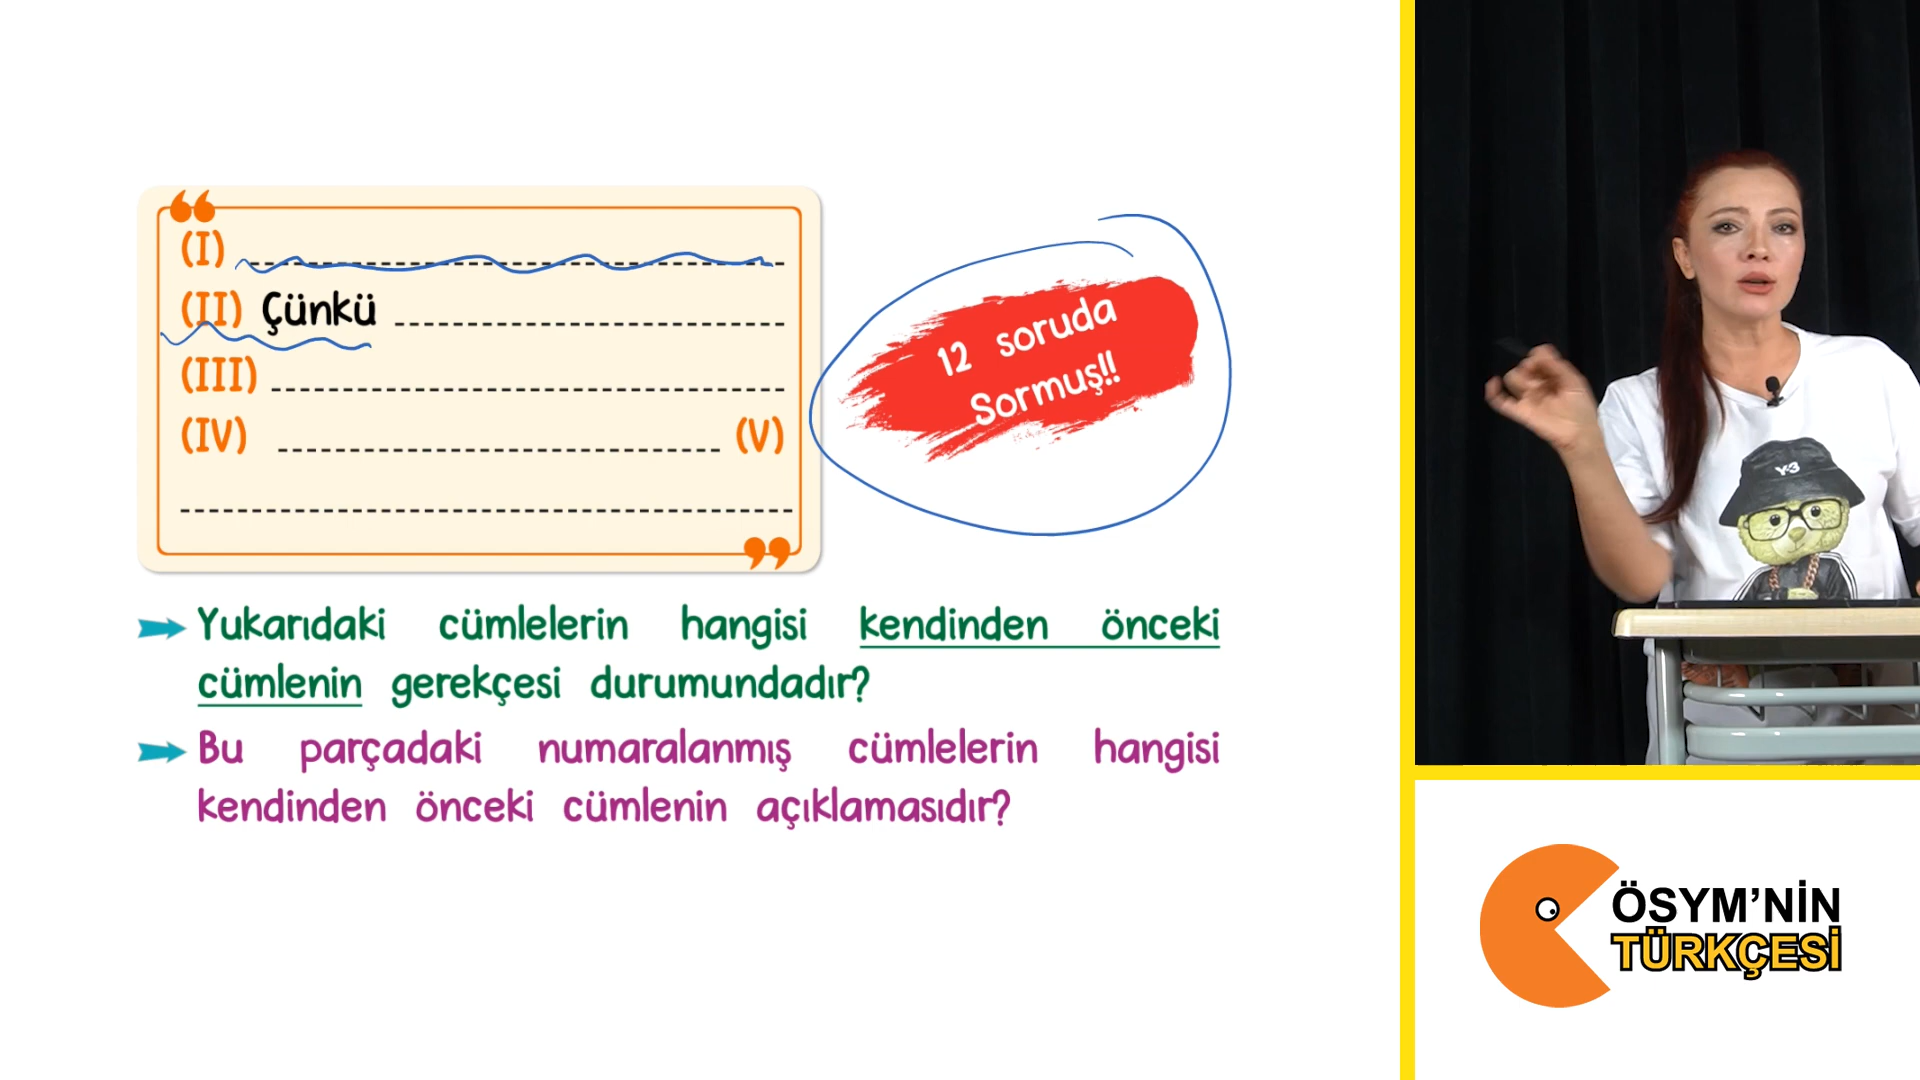 (I)
(II) Çünkü
(III)
(IV) (V)
12 soruda
Sormuş!!
Yukarıdaki cümlelerin hangisi kendinden önceki
cümlenin gerekçesi durumundadır?
Bu parçadaki numaralanmış cümlelerin hangisi
kendinden önceki cümlenin açıklamasıdır?
Y-3
ÖSYM'NİN
TÜRKÇESİ